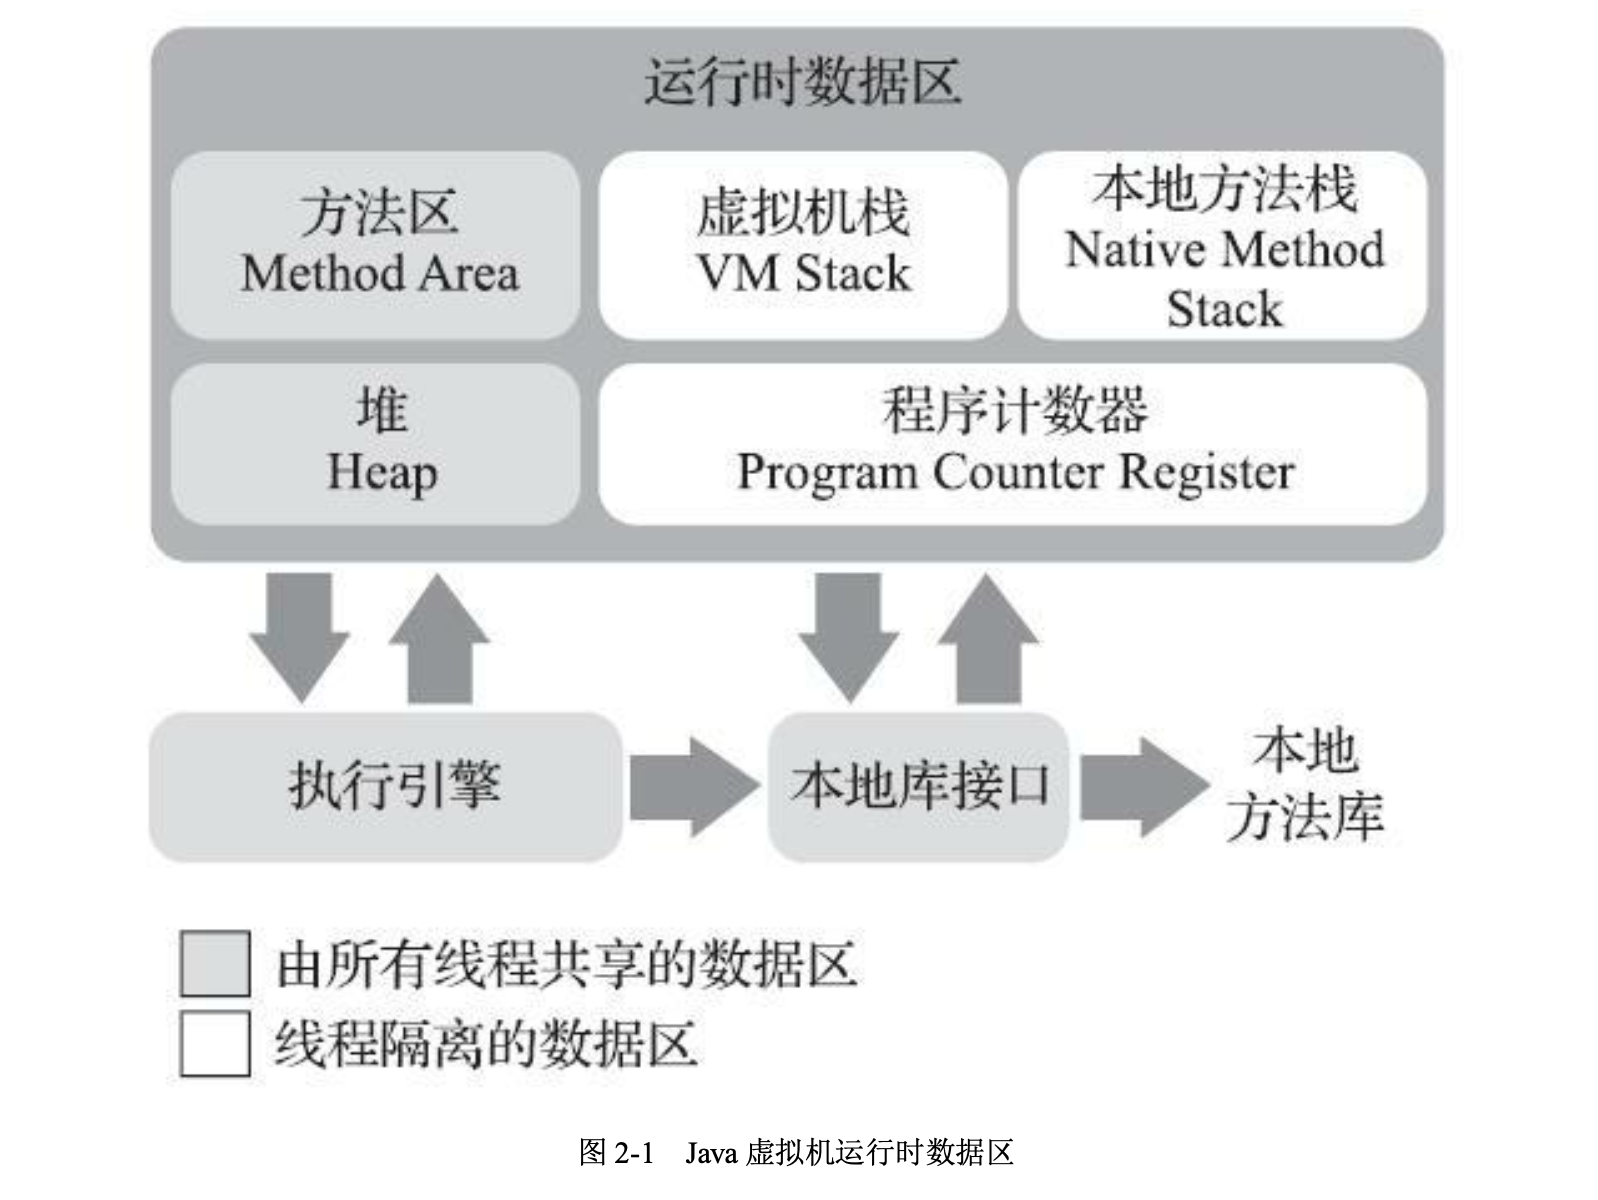 运行时数据区
方法区
Method Area
虚拟机栈
VM Stack
本地方法栈
Native Method
Stack
堆
Heap
程序计数器
Program Counter Register
执行引擎
本地库接口
本地
方法库
由所有线程共享的数据区
线程隔离的数据区
图 2-1 Java 虚拟机运行时数据区